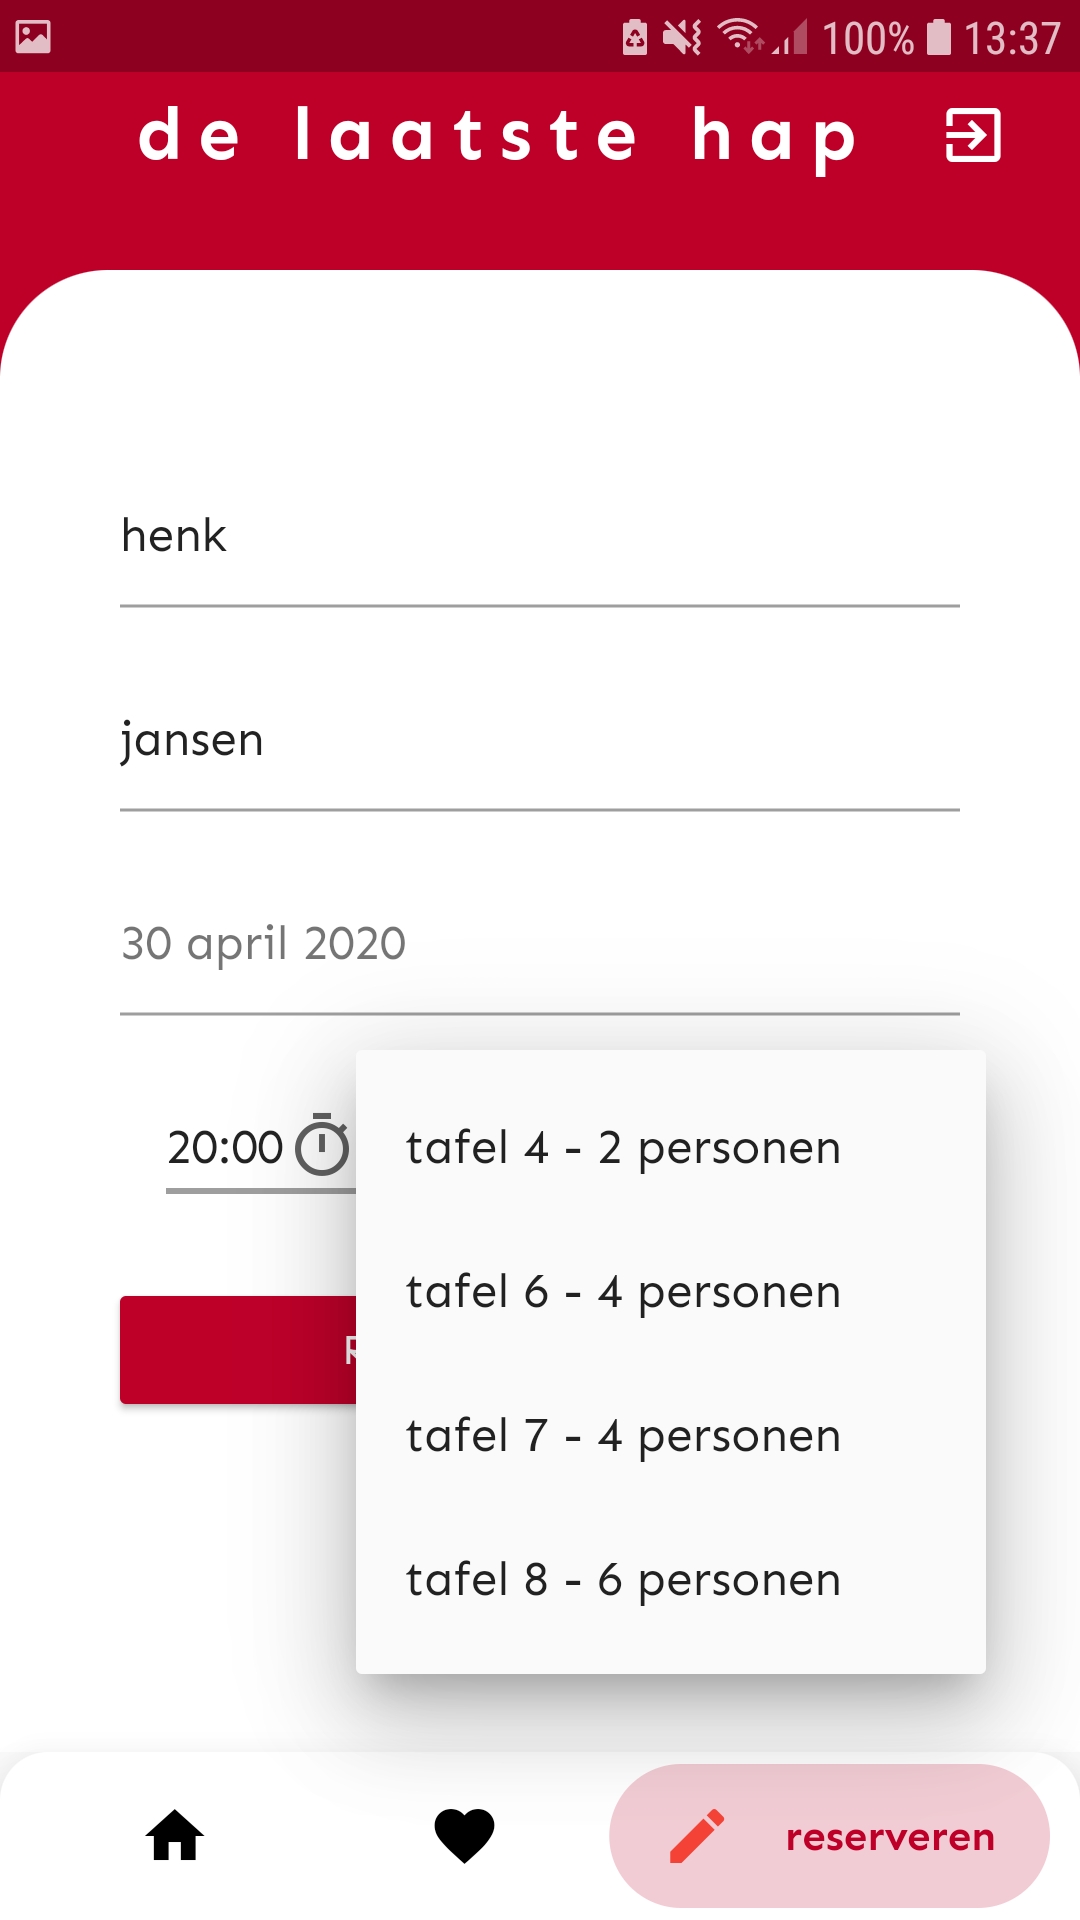 100% 13:37
de laatste hap
henk
jansen
30 april 2020
20:00
tafel 4 - 2 personen
tafel 6 - 4 personen
tafel 7 - 4 personen
tafel 8 - 6 personen
reserveren